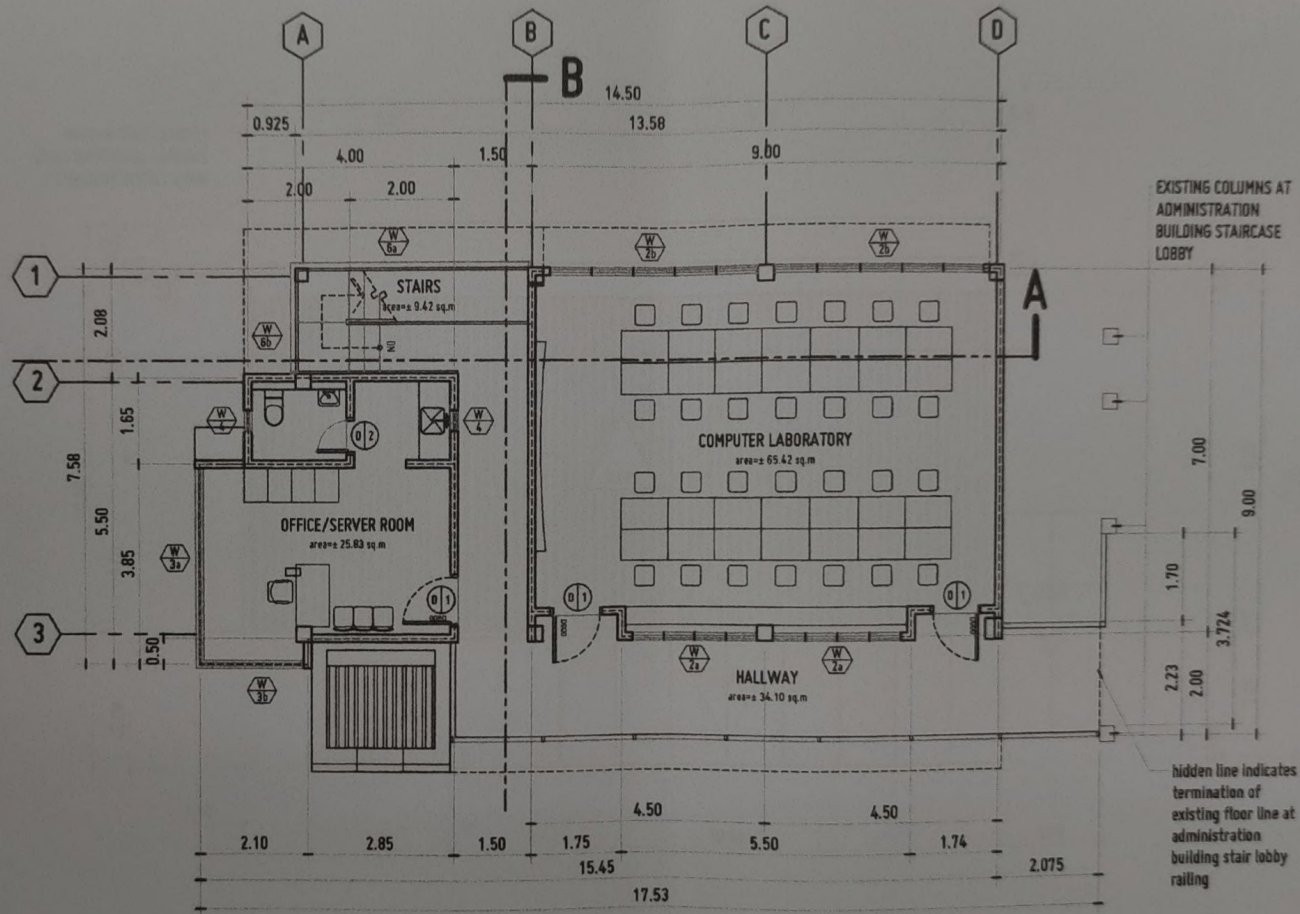 A
B
C
D
B
14.50
0.925
13.58
4.00
1.50
9.00
2.00
2.00
EXISTING COLUMNS AT
ADMINISTRATION
BUILDING STAIRCASE
LOBBY
W
6a
W
2b
W
2b
1
STAIRS
area=± 9.42 sq.m
A
2.08
W
6b
DN
2
W
4
W
4
D 2
1.65
COMPUTER LABORATORY
area=± 65.42 sq.m
7.00
7.58
9.00
5.50
OFFICE/SERVER ROOM
area=± 25.83 sq.m
W
3a
3.85
1.70
D 1
D 1
D 1
3
0.50
3.724
W
3b
W
2a
W
2a
HALLWAY
area=± 34.10 sq.m
2.23
2.00
hidden line indicates
termination of
existing floor line at
administration
building stair lobby
railing
4.50
4.50
2.10
2.85
1.50
1.75
5.50
1.74
15.45
2.075
17.53